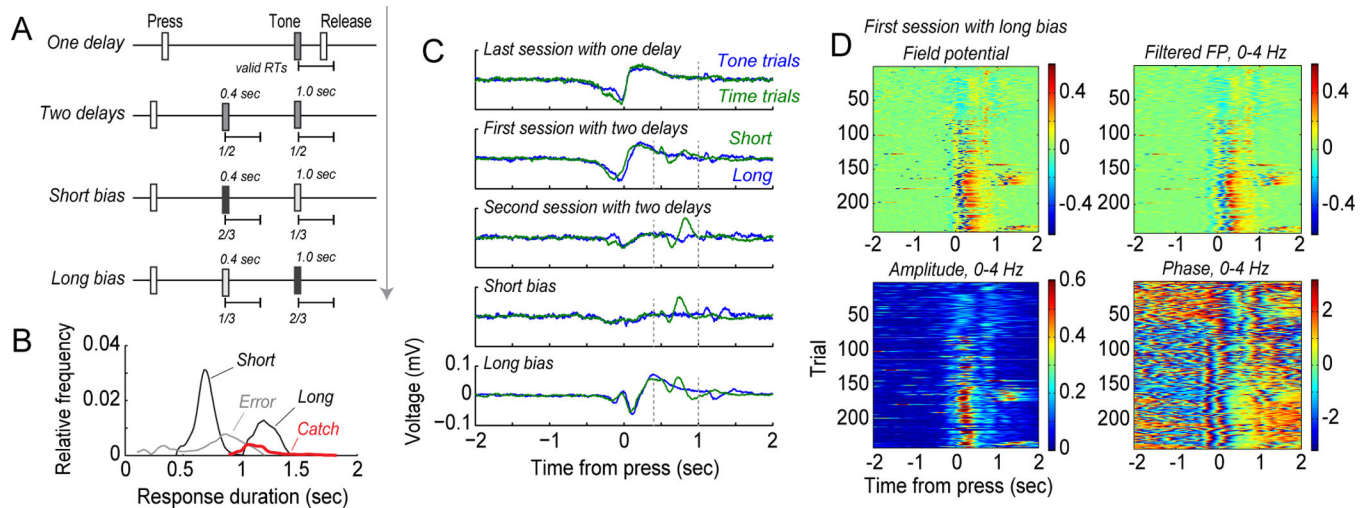 A
Press
Tone
Release
One delay
valid RTs
0.4 sec
1.0 sec
Two delays
1/2
1/2
0.4 sec
1.0 sec
Short bias
2/3
1/3
0.4 sec
1.0 sec
Long bias
1/3
2/3
B
Relative frequency
0.04
0.02
0
Short
Error
Long
Catch
0
0.5
1.0
1.5
2
Response duration (sec)
C
Last session with one delay
Tone trials
Time trials
First session with two delays
Short
Long
Second session with two delays
Short bias
Long bias
Voltage (mV)
0.1
0
−0.1
−2
−1
0
1
2
Time from press (sec)
D
First session with long bias
Field potential
50
100
150
200
-2
-1
0
1
2
0.4
0.2
0
-0.4
Filtered FP, 0-4 Hz
50
100
150
200
-2
-1
0
1
2
0.4
0.2
0
-0.4
Amplitude, 0-4 Hz
Trial
50
100
150
200
-2
-1
0
1
2
0.6
0.4
0.2
0
Time from press (sec)
Phase, 0-4 Hz
50
100
150
200
-2
-1
0
1
2
2
1
0
-2